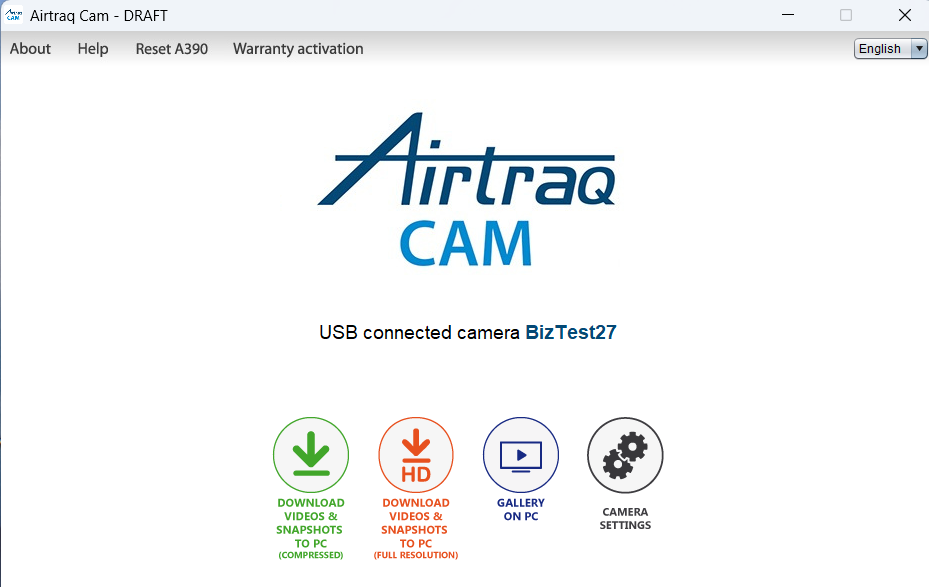 CAM
Airtraq Cam - DRAFT
About Help Reset A390 Warranty activation English
AIRTRAQ
CAM
USB connected camera BizTest27
HD
DOWNLOAD
VIDEOS &
SNAPSHOTS
TO PC
(COMPRESSED)
DOWNLOAD
VIDEOS &
SNAPSHOTS
TO PC
(FULL RESOLUTION)
GALLERY
ON PC
CAMERA
SETTINGS